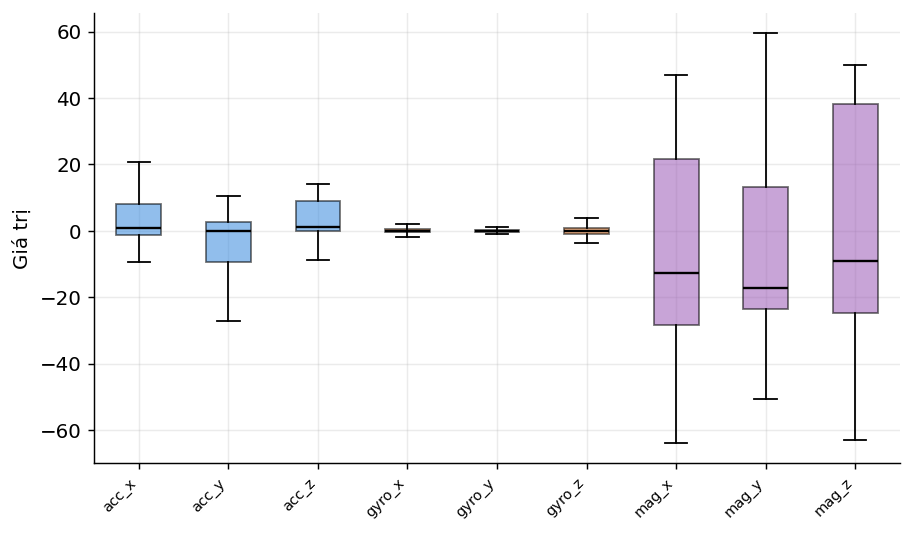 Giá trị
60
40
20
0
−20
−40
−60
acc_x
acc_y
acc_z
gyro_x
gyro_y
gyro_z
mag_x
mag_y
mag_z